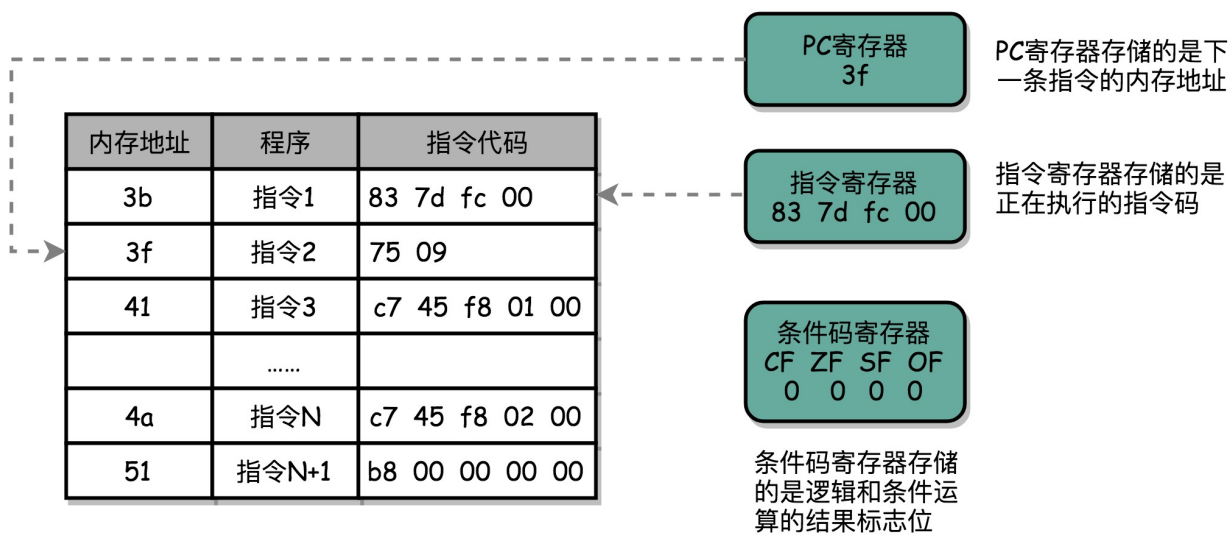 PC寄存器
3f
PC寄存器存储的是下
一条指令的内存地址
内存地址 程序 指令代码
3b 指令1 83 7d fc 00
3f 指令2 75 09
41 指令3 c7 45 f8 01 00
……
4a 指令N c7 45 f8 02 00
51 指令N+1 b8 00 00 00 00
指令寄存器
83 7d fc 00
指令寄存器存储的是
正在执行的指令码
条件码寄存器
CF ZF SF OF
0 0 0 0
条件码寄存器存储
的是逻辑和条件运
算的结果标志位